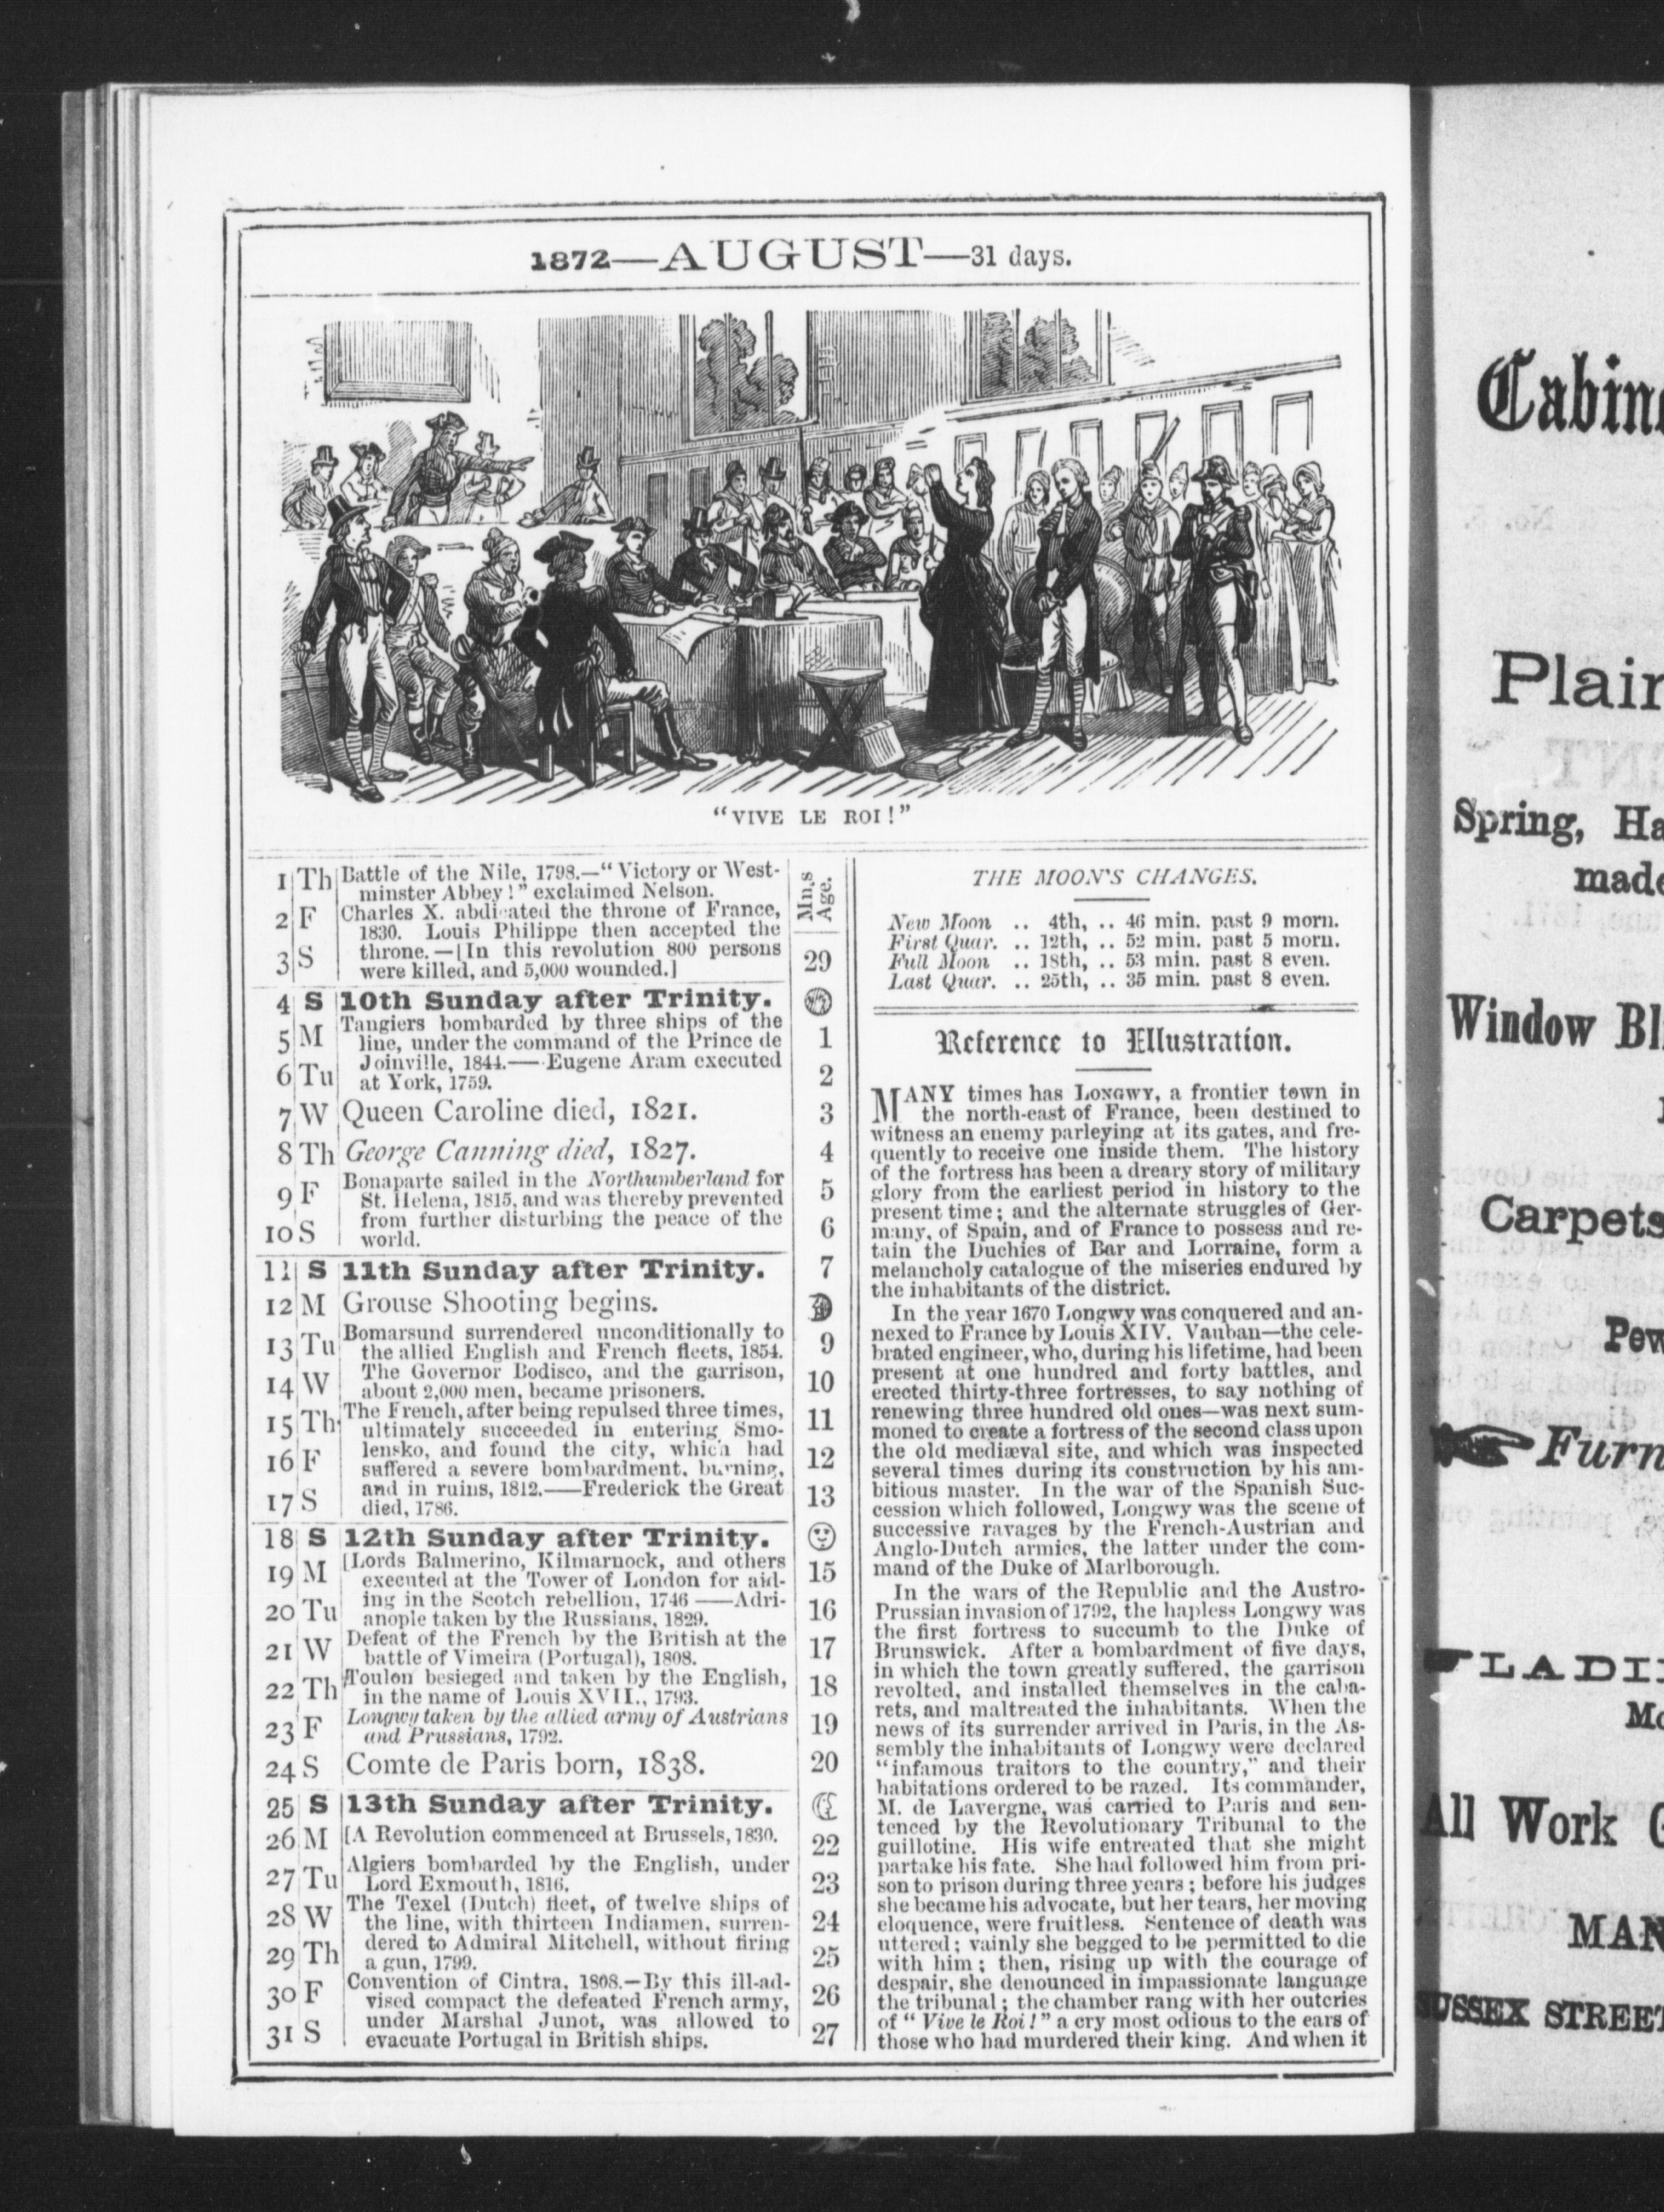 1872—AUGUST—31 days.
"VIVE LE ROI!"
1 Th Battle of the Nile, 1798.—"Victory or West-
minster Abbey!" exclaimed Nelson.
2 F Charles X. abdicated the throne of France,
1830. Louis Philippe then accepted the
3 S throne.—[In this revolution 800 persons
were killed, and 5,000 wounded.]
4 S 10th Sunday after Trinity.
5 M Tangiers bombarded by three ships of the
line, under the command of the Prince de
6 Tu Joinville, 1844.——Eugene Aram executed
at York, 1759.
7 W Queen Caroline died, 1821.
8 Th George Canning died, 1827.
9 F Bonaparte sailed in the Northumberland for
St. Helena, 1815, and was thereby prevented
10 S from further disturbing the peace of the
world.
11 S 11th Sunday after Trinity.
12 M Grouse Shooting begins.
13 Tu Bomarsund surrendered unconditionally to
the allied English and French fleets, 1854.
14 W The Governor Bodisco, and the garrison,
about 2,000 men, became prisoners.
15 Th The French, after being repulsed three times,
ultimately succeeded in entering Smo-
16 F lensko, and found the city, which had
suffered a severe bombardment, burning,
17 S and in ruins, 1812.——Frederick the Great
died, 1786.
18 S 12th Sunday after Trinity.
19 M [Lords Balmerino, Kilmarnock, and others
executed at the Tower of London for aid-
20 Tu ing in the Scotch rebellion, 1746——Adri-
anople taken by the Russians, 1829.
21 W Defeat of the French by the British at the
battle of Vimeira (Portugal), 1808.
22 Th Toulon besieged and taken by the English,
in the name of Louis XVII., 1793.
23 F Longwy taken by the allied army of Austrians
and Prussians, 1792.
24 S Comte de Paris born, 1838.
25 S 13th Sunday after Trinity.
26 M [A Revolution commenced at Brussels, 1830.
27 Tu Algiers bombarded by the English, under
Lord Exmouth, 1816.
28 W The Texel (Dutch) fleet, of twelve ships of
the line, with thirteen Indiamen, surren-
29 Th dered to Admiral Mitchell, without firing
a gun, 1799.
30 F Convention of Cintra, 1808.—By this ill-ad-
vised compact the defeated French army,
31 S under Marshal Junot, was allowed to
evacuate Portugal in British ships.
Mn,s
Age.
29
1
2
3
4
5
6
7
9
10
11
12
13
15
16
17
18
19
20
22
23
24
25
26
27
THE MOON'S CHANGES.
New Moon .. 4th, .. 46 min. past 9 morn.
First Quar. .. 12th, .. 52 min. past 5 morn.
Full Moon .. 18th, .. 53 min. past 8 even.
Last Quar. .. 25th, .. 35 min. past 8 even.
Reference to Illustration.
MANY times has LONGWY, a frontier town in
the north-east of France, been destined to
witness an enemy parleying at its gates, and fre-
quently to receive one inside them. The history
of the fortress has been a dreary story of military
glory from the earliest period in history to the
present time; and the alternate struggles of Ger-
many, of Spain, and of France to possess and re-
tain the Duchies of Bar and Lorraine, form a
melancholy catalogue of the miseries endured by
the inhabitants of the district.
In the year 1670 Longwy was conquered and an-
nexed to France by Louis XIV. Vauban—the cele-
brated engineer, who, during his lifetime, had been
present at one hundred and forty battles, and
erected thirty-three fortresses, to say nothing of
renewing three hundred old ones—was next sum-
moned to create a fortress of the second class upon
the old mediæval site, and which was inspected
several times during its construction by his am-
bitious master. In the war of the Spanish Suc-
cession which followed, Longwy was the scene of
successive ravages by the French-Austrian and
Anglo-Dutch armies, the latter under the com-
mand of the Duke of Marlborough.
In the wars of the Republic and the Austro-
Prussian invasion of 1792, the hapless Longwy was
the first fortress to succumb to the Duke of
Brunswick. After a bombardment of five days,
in which the town greatly suffered, the garrison
revolted, and installed themselves in the caba-
rets, and maltreated the inhabitants. When the
news of its surrender arrived in Paris, in the As-
sembly the inhabitants of Longwy were declared
"infamous traitors to the country," and their
habitations ordered to be razed. Its commander,
M. de Lavergne, was carried to Paris and sen-
tenced by the Revolutionary Tribunal to the
guillotine. His wife entreated that she might
partake his fate. She had followed him from pri-
son to prison during three years; before his judges
she became his advocate, but her tears, her moving
eloquence, were fruitless. Sentence of death was
uttered; vainly she begged to be permitted to die
with him; then, rising up with the courage of
despair, she denounced in impassionate language
the tribunal; the chamber rang with her outcries
of "Vive le Roi!" a cry most odious to the ears of
those who had murdered their king. And when it
Cabin
Plain
Spring, Ha
made
Window Bl
Carpets
Pew
Furn
LADI
Mo
All Work G
MAN
SUSSEX STREET